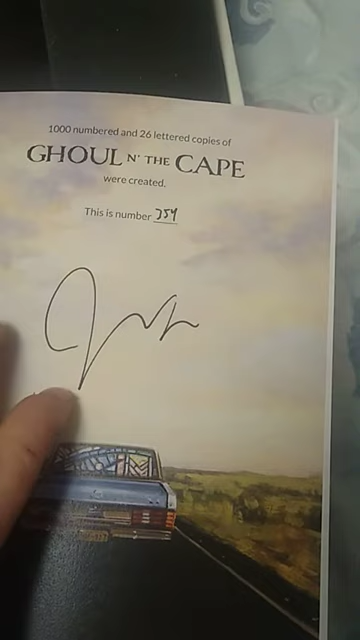 1000 numbered and 26 lettered copies of
GHOUL N' THE CAPE
were created.
This is number 354